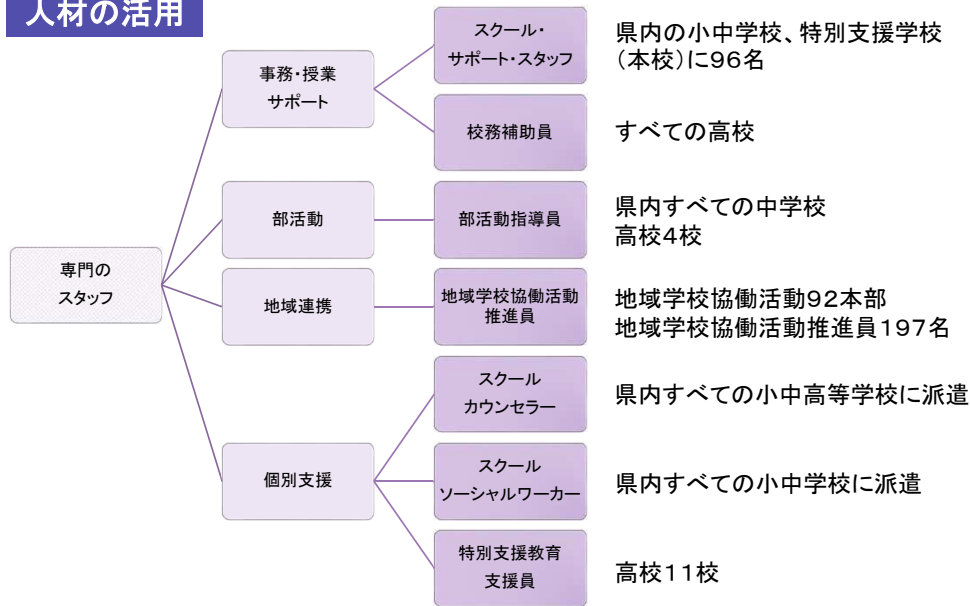 人材の活用
専門の
スタッフ
事務・授業
サポート
スクール・
サポート・スタッフ
県内の小中学校、特別支援学校
(本校)に96名
校務補助員
すべての高校
部活動
部活動指導員
県内すべての中学校
高校4校
地域連携
地域学校協働活動
推進員
地域学校協働活動92本部
地域学校協働活動推進員197名
個別支援
スクール
カウンセラー
県内すべての小中高等学校に派遣
スクール
ソーシャルワーカー
県内すべての小中学校に派遣
特別支援教育
支援員
高校11校